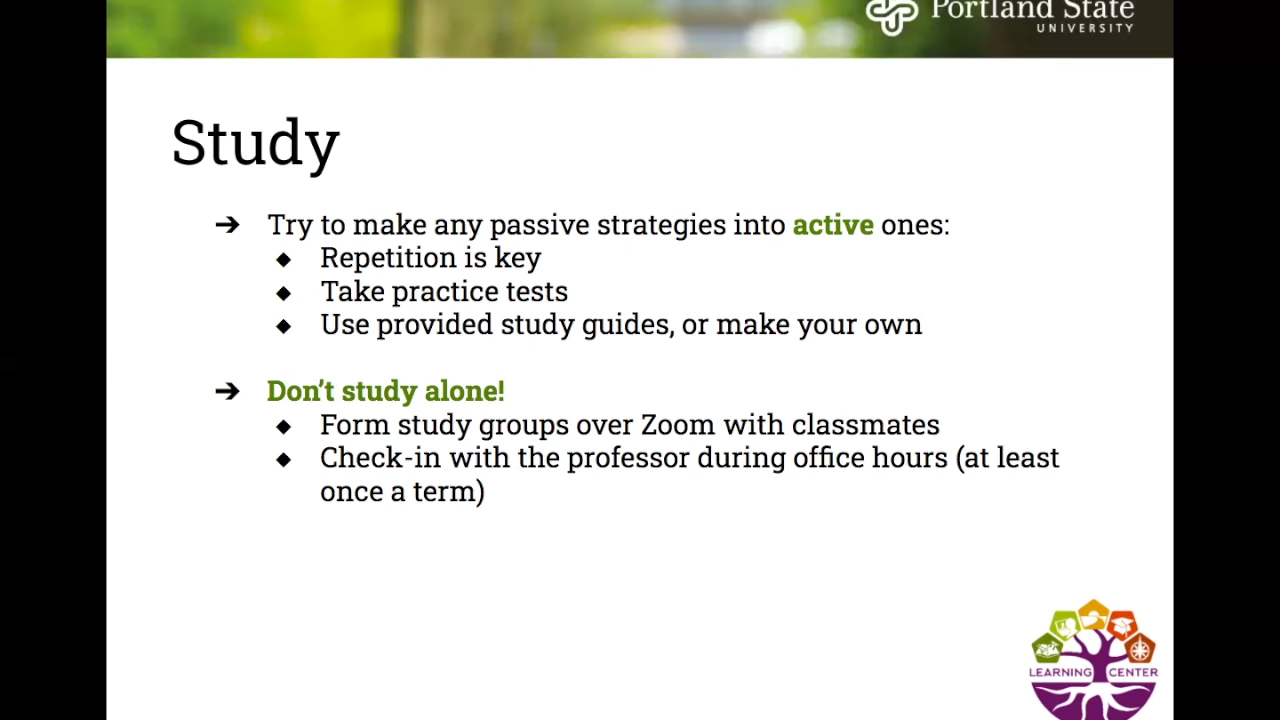 Portland State
UNIVERSITY
Study
➔ Try to make any passive strategies into active ones:
◆ Repetition is key
◆ Take practice tests
◆ Use provided study guides, or make your own
➔ Don't study alone!
◆ Form study groups over Zoom with classmates
◆ Check-in with the professor during office hours (at least
once a term)
LEARNING CENTER